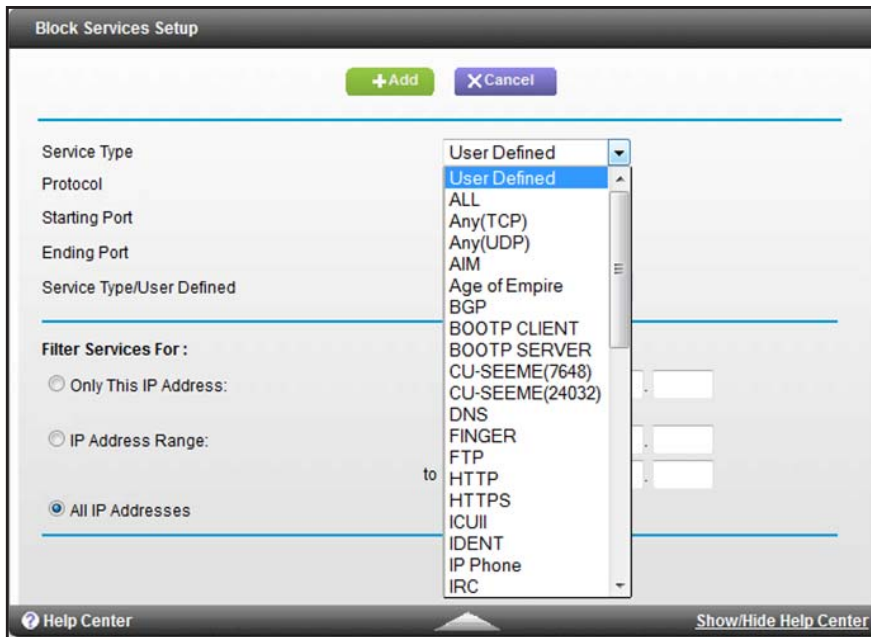 Block Services Setup
Add
Cancel
Service Type
User Defined
Protocol
Starting Port
Ending Port
Service Type/User Defined
User Defined
ALL
Any(TCP)
Any(UDP)
AIM
Age of Empire
BGP
BOOTP CLIENT
BOOTP SERVER
CU-SEEME(7648)
CU-SEEME(24032)
DNS
FINGER
FTP
HTTP
HTTPS
ICUII
IDENT
IP Phone
IRC
Filter Services For :
Only This IP Address:
.
IP Address Range:
.
to
.
All IP Addresses
Help Center
Show/Hide Help Center